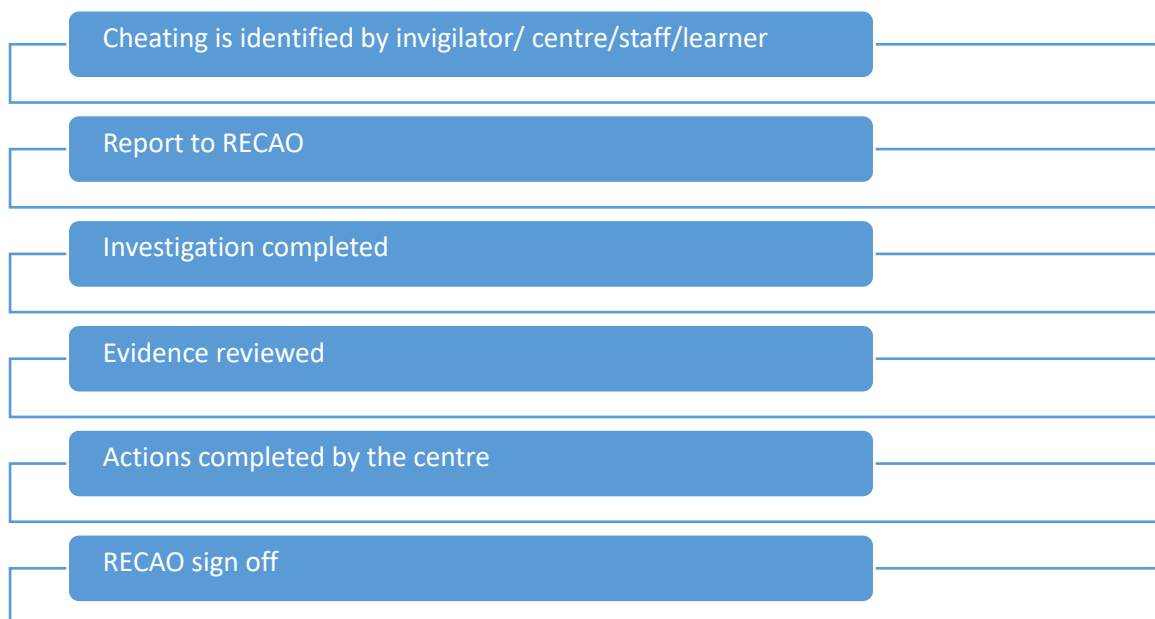 Cheating is identified by invigilator/ centre/staff/learner
Report to RECAO
Investigation completed
Evidence reviewed
Actions completed by the centre
RECAO sign off